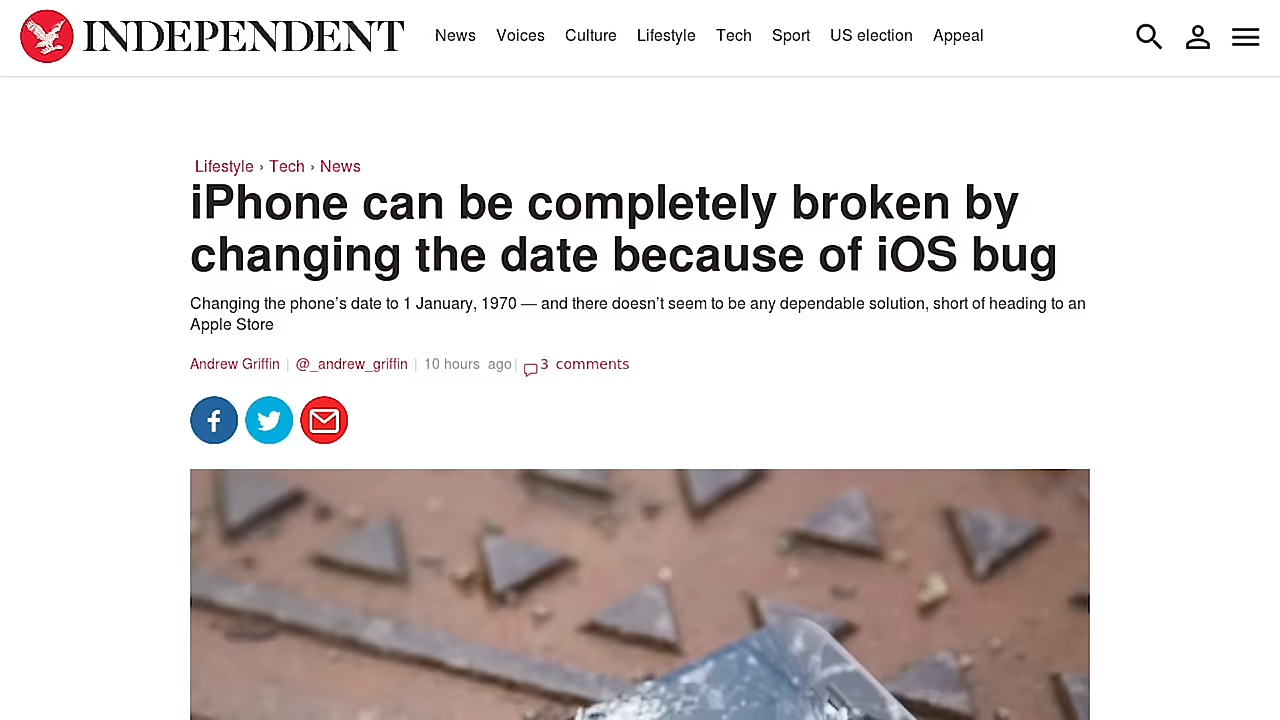 INDEPENDENT News Voices Culture Lifestyle Tech Sport US election Appeal
Lifestyle › Tech › News
iPhone can be completely broken by
changing the date because of iOS bug
Changing the phone’s date to 1 January, 1970 — and there doesn’t seem to be any dependable solution, short of heading to an
Apple Store
Andrew Griffin | @_andrew_griffin | 10 hours ago | 3 comments